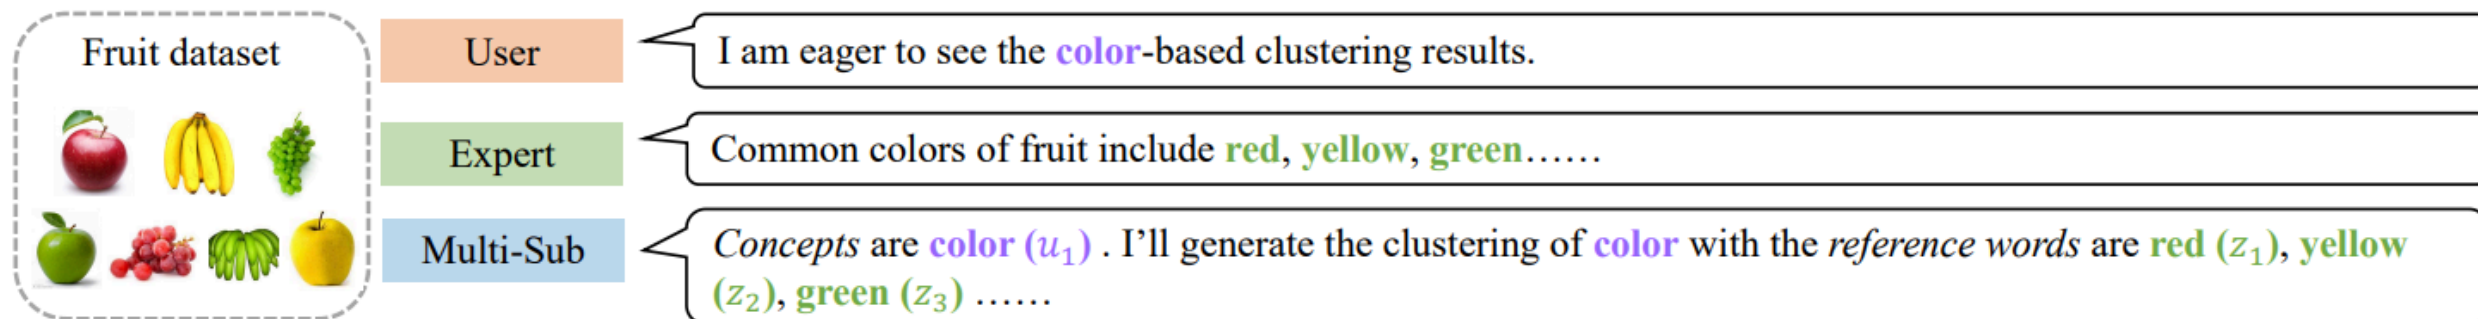 Fruit dataset
User
I am eager to see the color-based clustering results.
Expert
Common colors of fruit include red, yellow, green......
Multi-Sub
Concepts are color (u₁) . I’ll generate the clustering of color with the reference words are red (z₁), yellow
(z₂), green (z₃) ......